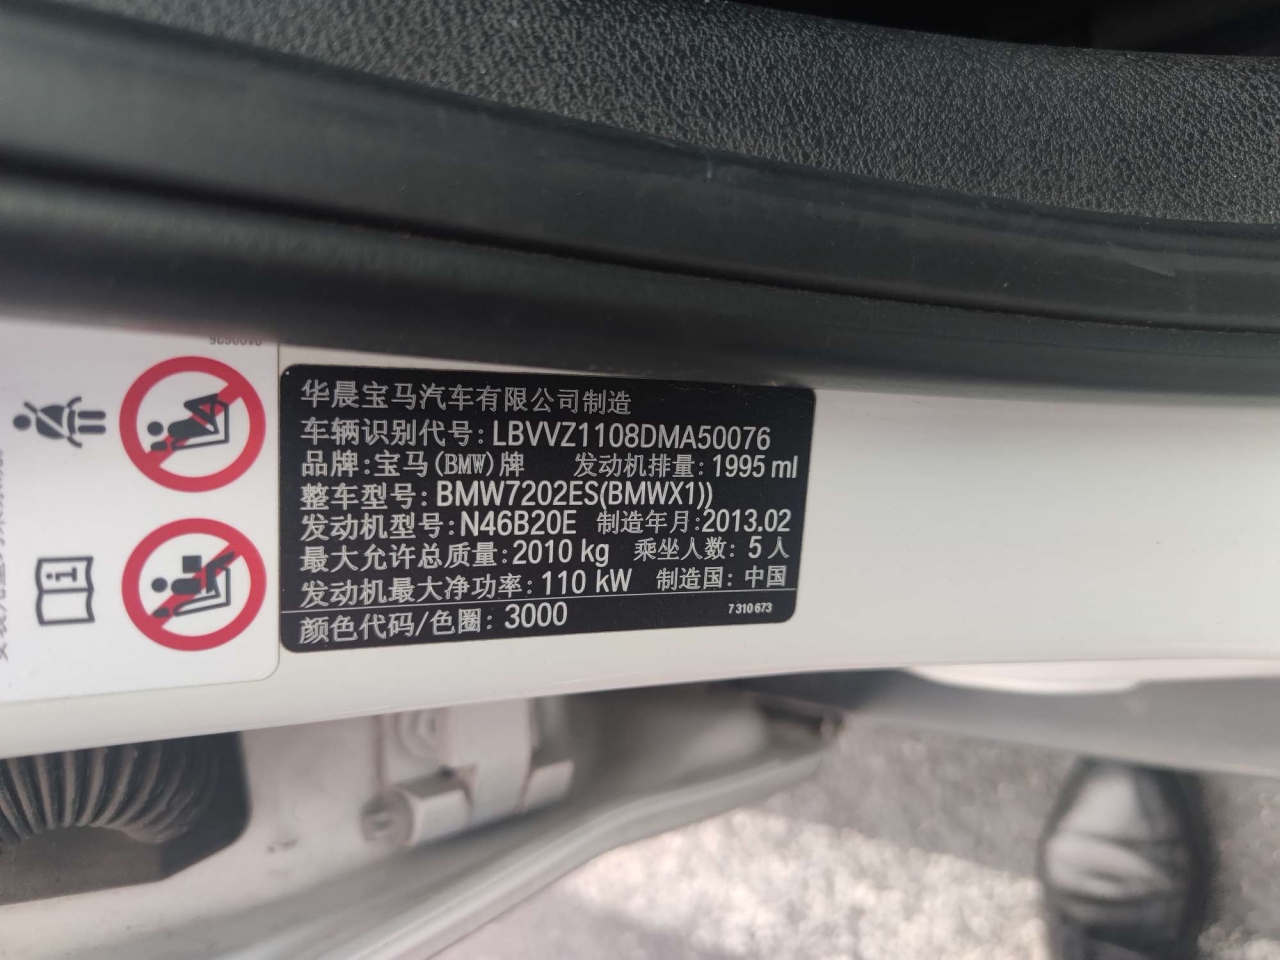 华晨宝马汽车有限公司制造
车辆识别代号: LBVVZ1108DMA50076
品牌:宝马(BMW)牌 发动机排量: 1995 ml
整车型号: BMW7202ES(BMWX1))
发动机型号: N46B20E 制造年月:2013.02
最大允许总质量: 2010 kg 乘坐人数: 5人
发动机最大净功率: 110 kW 制造国: 中国
颜色代码/色圈: 3000 7 310 673